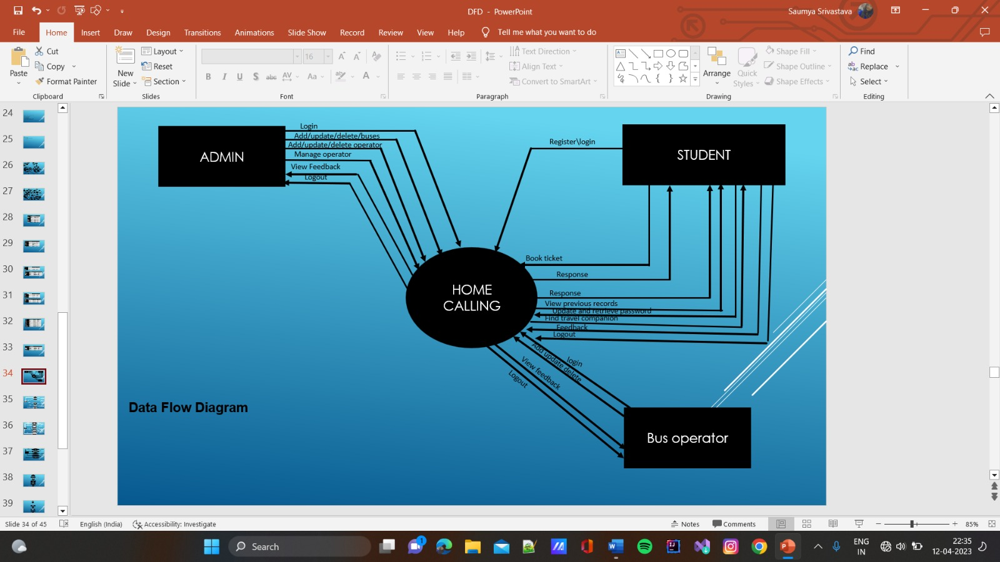 DFD - PowerPoint
Saumya Srivastava
File Home Insert Draw Design Transitions Animations Slide Show Record Review View Help Tell me what you want to do
Paste
Cut
Copy
Format Painter
Clipboard
New
Slide
Layout
Reset
Section
Slides
16
B I U S abc AV Aa A
Font
Text Direction
Align Text
Convert to SmartArt
Paragraph
Arrange
Quick
Styles
Shape Fill
Shape Outline
Shape Effects
Drawing
Find
Replace
Select
Editing
24
25
26
27
28
29
30
31
32
33
34
35
36
37
38
39
ADMIN
Login
Add/update/delete/buses
Add/update/delete operator
Manage operator
View Feedback
Logout
Register\login
STUDENT
HOME
CALLING
Book ticket
Response
Response
View previous records
Update and retrieve password
Find travel companion
Feedback
Logout
login
Add update delete
View feedback
Logout
Bus operator
Data Flow Diagram
Slide 34 of 45
English (India)
Accessibility: Investigate
Notes
Comments
85%
Search
1
ENG
IN
22:35
12-04-2023